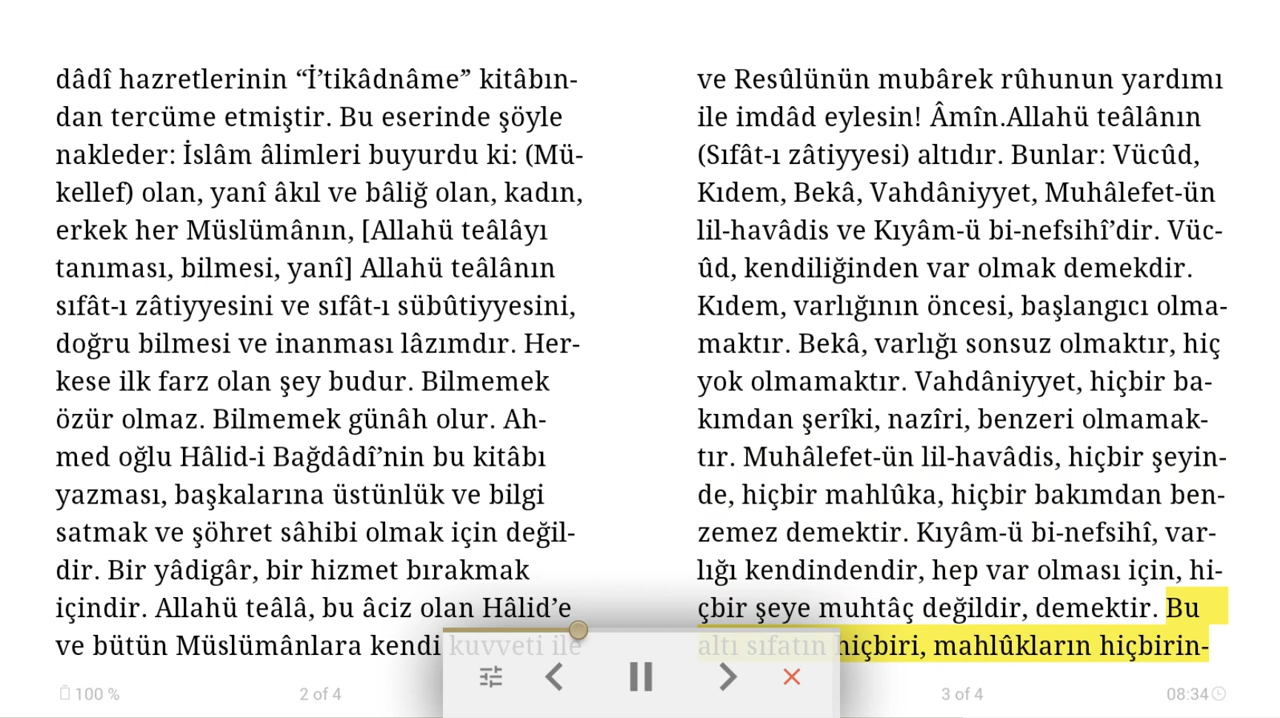 dâdî hazretlerinin “İ’tikâdnâme” kitâbın-
dan tercüme etmiştir. Bu eserinde şöyle
nakleder: İslâm âlimleri buyurdu ki: (Mü-
kellef) olan, yanî âkıl ve bâliğ olan, kadın,
erkek her Müslümânın, [Allahü teâlâyı
tanıması, bilmesi, yanî] Allahü teâlânın
sıfât-ı zâtiyyesini ve sıfât-ı sübûtiyyesini,
doğru bilmesi ve inanması lâzımdır. Her-
kese ilk farz olan şey budur. Bilmemek
özür olmaz. Bilmemek günâh olur. Ah-
med oğlu Hâlid-i Bağdâdî’nin bu kitâbı
yazması, başkalarına üstünlük ve bilgi
satmak ve şöhret sâhibi olmak için değil-
dir. Bir yâdigâr, bir hizmet bırakmak
içindir. Allahü teâlâ, bu âciz olan Hâlid’e
ve bütün Müslümânlara kendi kuvveti ile
100 %
2 of 4
ve Resûlünün mubârek rûhunun yardımı
ile imdâd eylesin! Âmîn.Allahü teâlânın
(Sıfât-ı zâtiyyesi) altıdır. Bunlar: Vücûd,
Kıdem, Bekâ, Vahdâniyyet, Muhâlefet-ün
lil-havâdis ve Kıyâm-ü bi-nefsihî’dir. Vüc-
ûd, kendiliğinden var olmak demekdir.
Kıdem, varlığının öncesi, başlangıcı olma-
maktır. Bekâ, varlığı sonsuz olmaktır, hiç
yok olmamaktır. Vahdâniyyet, hiçbir ba-
kımdan şerîki, nazîri, benzeri olmamak-
tır. Muhâlefet-ün lil-havâdis, hiçbir şeyin-
de, hiçbir mahlûka, hiçbir bakımdan ben-
zemez demektir. Kıyâm-ü bi-nefsihî, var-
lığı kendindendir, hep var olması için, hi-
çbir şeye muhtâç değildir, demektir. Bu
altı sıfatın hiçbiri, mahlûkların hiçbirin-
3 of 4
08:34